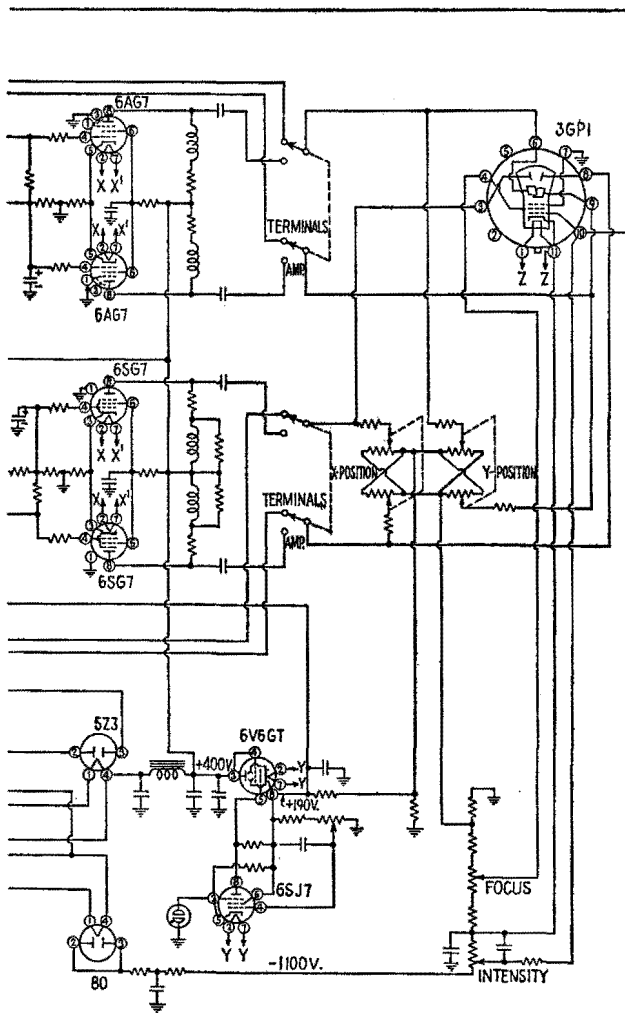 6AG7
3GP1
X X'
TERMINALS
X X'
AMP.
6AG7
Z Z
6SG7
X X'
X-POSITION
Y-POSITION
X X'
TERMINALS
AMP.
6SG7
5Z3
6V6GT
+400V.
Y
Y
+190V.
6SJ7
FOCUS
Y Y
-1100V.
INTENSITY
80